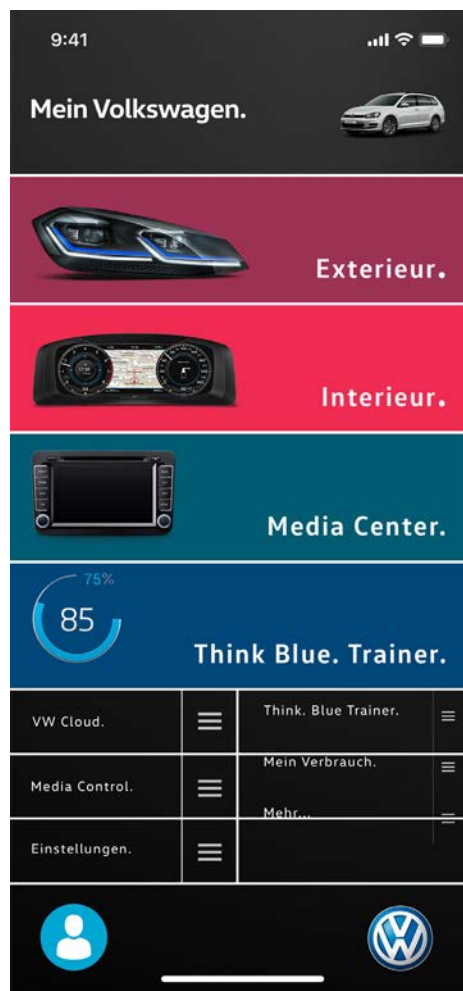 9:41
Mein Volkswagen.
Exterieur.
Interieur.
Media Center.
75%
85
Think Blue. Trainer.
VW Cloud.
Think. Blue Trainer.
Media Control.
Mein Verbrauch.
Mehr...
Einstellungen.